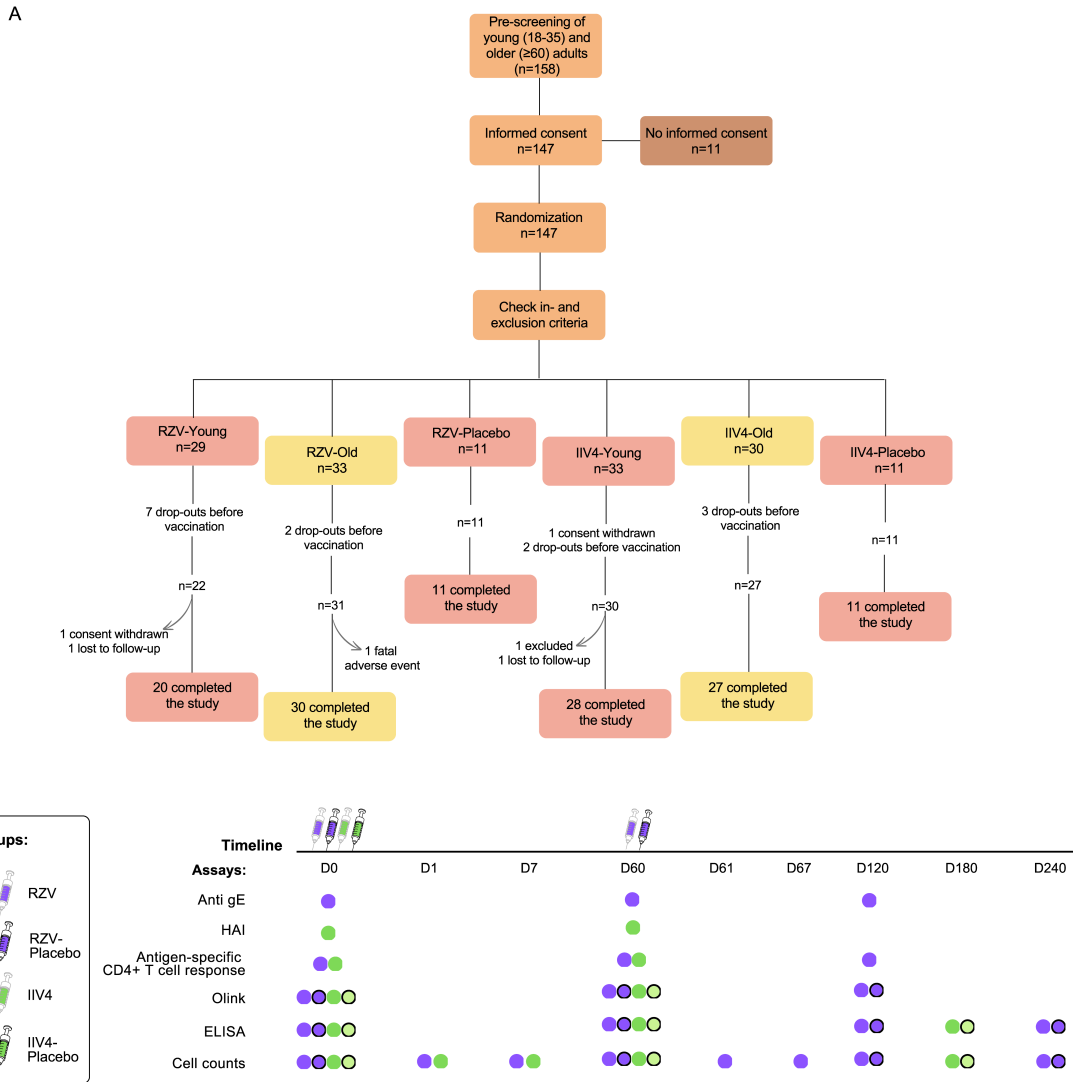 A
Pre-screening of
young (18-35) and
older (≥60) adults
(n=158)
Informed consent
n=147
No informed consent
n=11
Randomization
n=147
Check in- and
exclusion criteria
RZV-Young
n=29
RZV-Old
n=33
RZV-Placebo
n=11
IIV4-Young
n=33
IIV4-Old
n=30
IIV4-Placebo
n=11
7 drop-outs before
vaccination
2 drop-outs before
vaccination
n=11
1 consent withdrawn
2 drop-outs before vaccination
3 drop-outs before
vaccination
n=11
n=22
n=31
n=30
n=27
1 consent withdrawn
1 lost to follow-up
1 fatal
adverse event
1 excluded
1 lost to follow-up
20 completed
the study
30 completed
the study
11 completed
the study
28 completed
the study
27 completed
the study
11 completed
the study
ups:
RZV
RZV-
Placebo
IIV4
IIV4-
Placebo
Timeline
Assays:
D0 D1 D7 D60 D61 D67 D120 D180 D240
Anti gE
HAI
Antigen-specific
CD4+ T cell response
Olink
ELISA
Cell counts